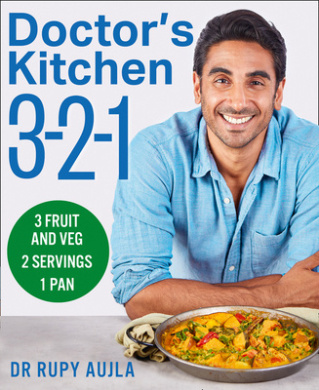 Doctor's
Kitchen
3-2-1
3 FRUIT
AND VEG
2 SERVINGS
1 PAN
DR RUPY AUJLA